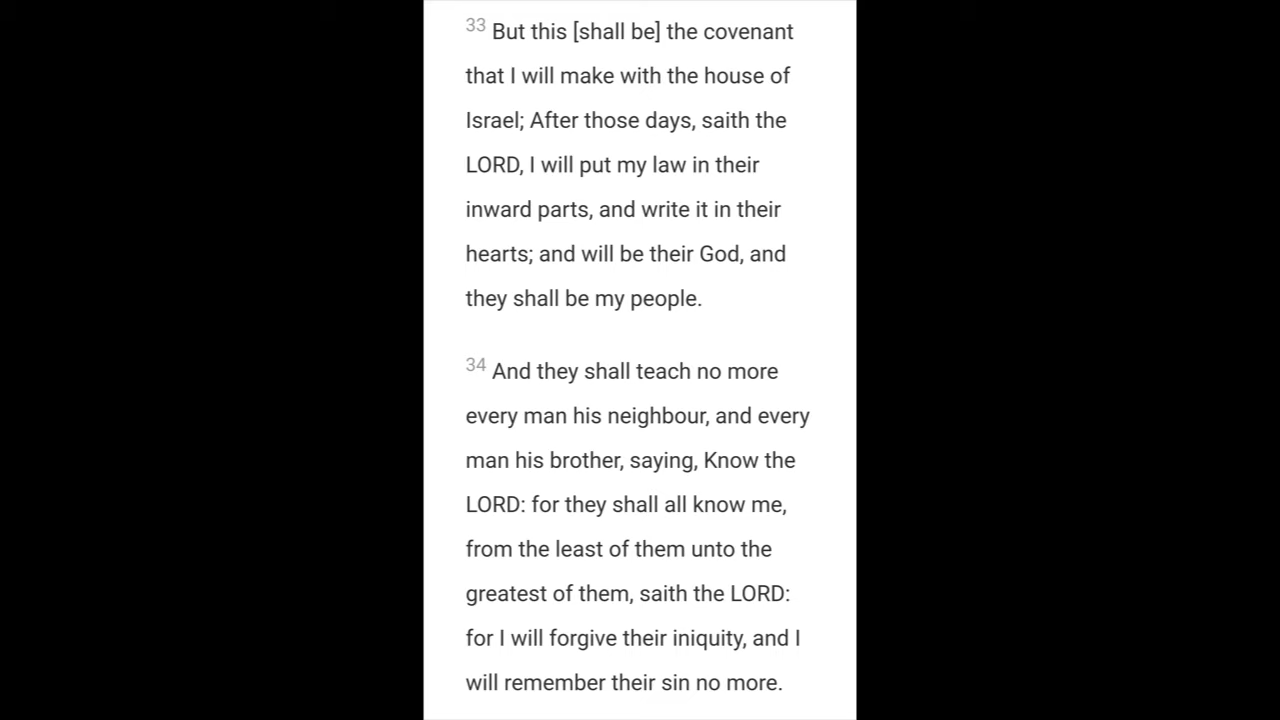 33 But this [shall be] the covenant
that I will make with the house of
Israel; After those days, saith the
LORD, I will put my law in their
inward parts, and write it in their
hearts; and will be their God, and
they shall be my people.
34 And they shall teach no more
every man his neighbour, and every
man his brother, saying, Know the
LORD: for they shall all know me,
from the least of them unto the
greatest of them, saith the LORD:
for I will forgive their iniquity, and I
will remember their sin no more.